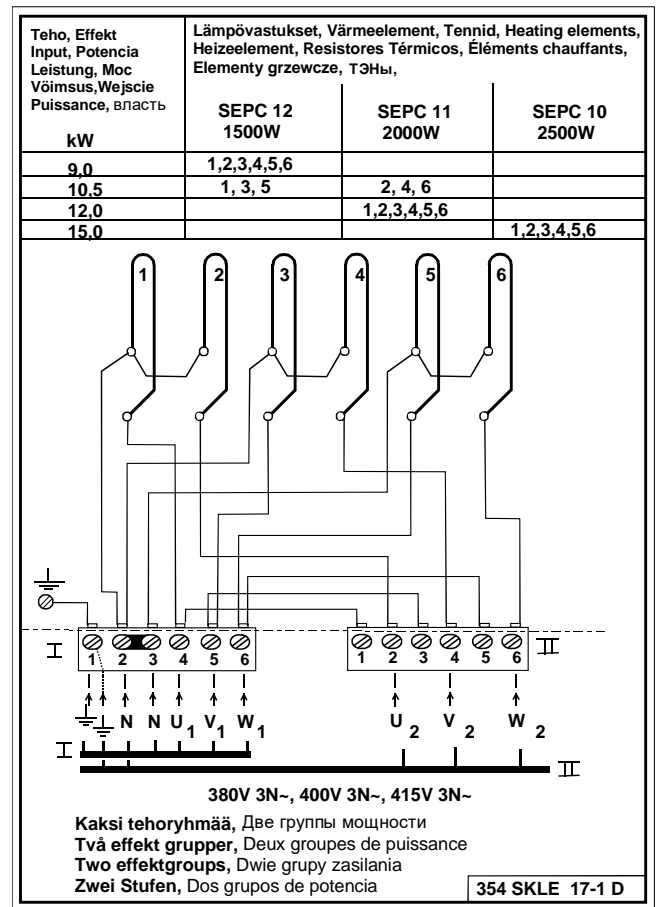 Teho, Effekt
Input, Potencia
Leistung, Moc
Vöimsus,Wejscie
Puissance, власть
kW
Lämpövastukset, Värmeelement, Tennid, Heating elements,
Heizeelement, Resistores Térmicos, Éléments chauffants,
Elementy grzewcze, ТЭНы,
SEPC 12 SEPC 11 SEPC 10
1500W 2000W 2500W
9,0 1,2,3,4,5,6
10,5 1, 3, 5 2, 4, 6
12,0 1,2,3,4,5,6
15,0 1,2,3,4,5,6
1 2 3 4 5 6
I 1 2 3 4 5 6 1 2 3 4 5 6 II
N N U1 V1 W1 U2 V2 W2
I
II
380V 3N~, 400V 3N~, 415V 3N~
Kaksi tehoryhmää, Две группы мощности
Två effekt grupper, Deux groupes de puissance
Two effektgroups, Dwie grupy zasilania
Zwei Stufen, Dos grupos de potencia
354 SKLE 17-1 D